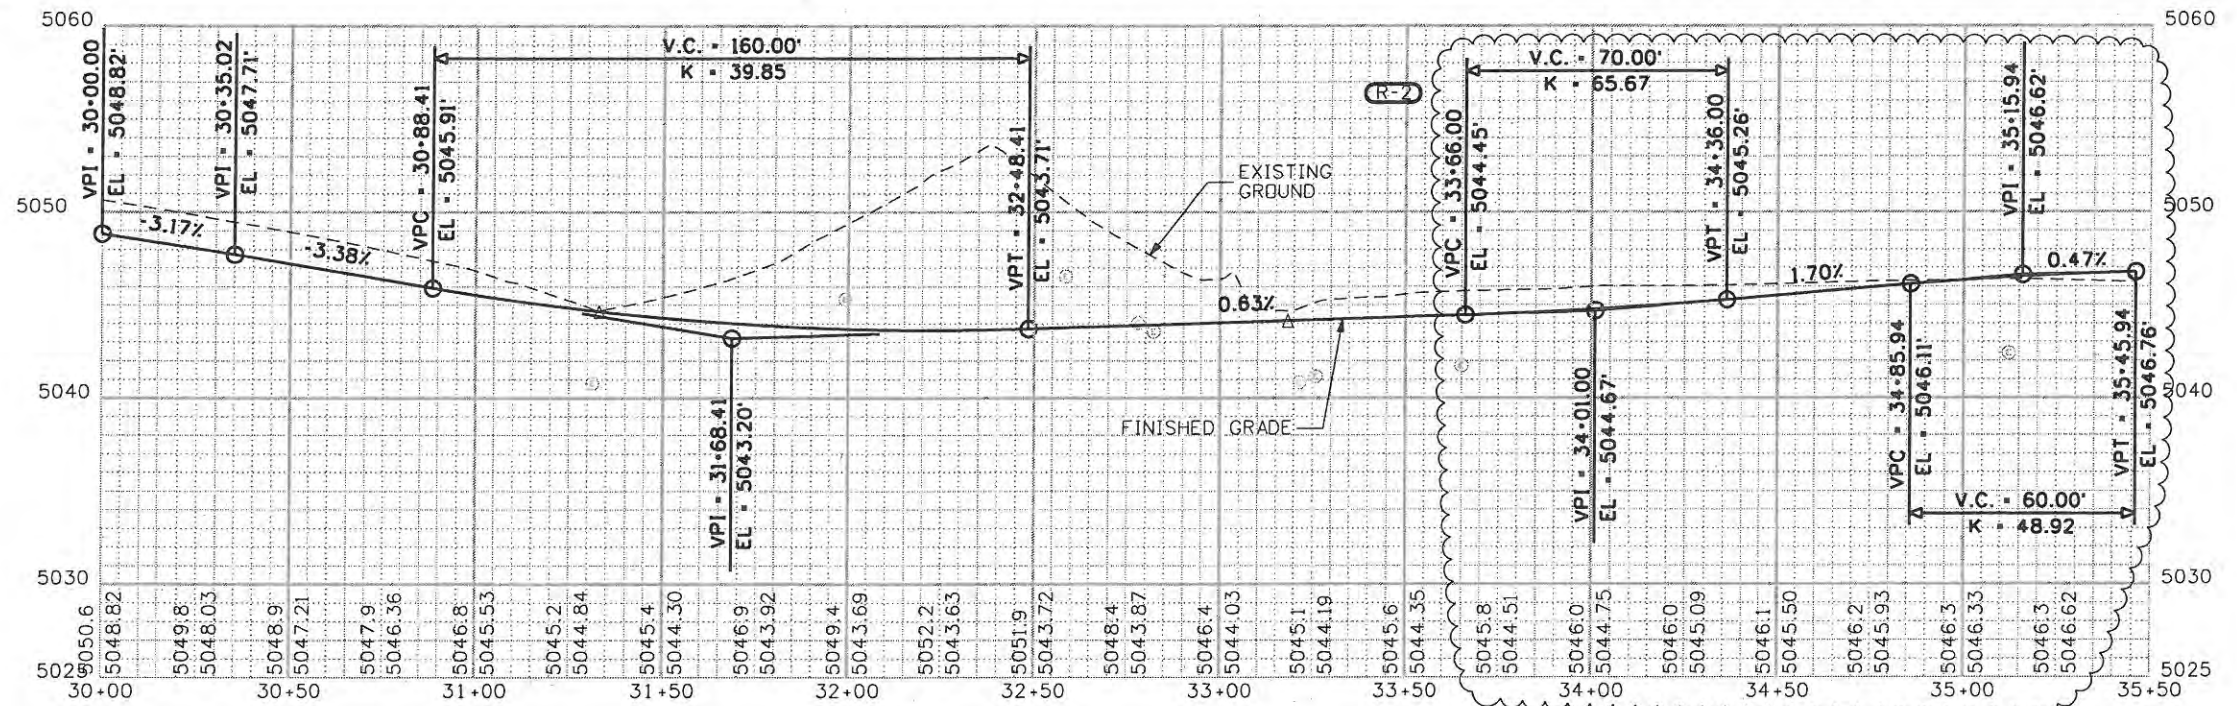 5060
5060
5050
5050
5040
5040
5030
5030
5025
5025
VPI = 30+00.00
EL = 5048.82'
VPI = 30+35.02
EL = 5047.71'
VPC = 30+88.41
EL = 5045.91'
V.C. = 160.00'
K = 39.85
VPT = 32+48.41
EL = 5043.71'
VPI = 31+68.41
EL = 5043.20'
EXISTING
GROUND
FINISHED GRADE
R-2
VPC = 33+66.00
EL = 5044.45'
V.C. = 70.00'
K = 65.67
VPT = 34+36.00
EL = 5045.26'
VPI = 34+01.00
EL = 5044.67'
VPI = 35+15.94
EL = 5046.62'
VPC = 34+85.94
EL = 5046.11'
V.C. = 60.00'
K = 48.92
VPT = 35+45.94
EL = 5046.76'
-3.17%
-3.38%
0.63%
1.70%
0.47%
5050.6
5048.82
5049.8
5048.03
5048.9
5047.21
5047.9
5046.36
5046.8
5045.53
5045.2
5044.84
5045.4
5044.30
5046.9
5043.92
5049.4
5043.69
5052.2
5043.63
5051.9
5043.72
5048.4
5043.87
5046.4
5044.03
5045.1
5044.19
5045.6
5044.35
5045.8
5044.51
5046.0
5044.75
5046.0
5045.09
5046.1
5045.50
5046.2
5045.93
5046.3
5046.33
5046.3
5046.62
30+00
30+50
31+00
31+50
32+00
32+50
33+00
33+50
34+00
34+50
35+00
35+50